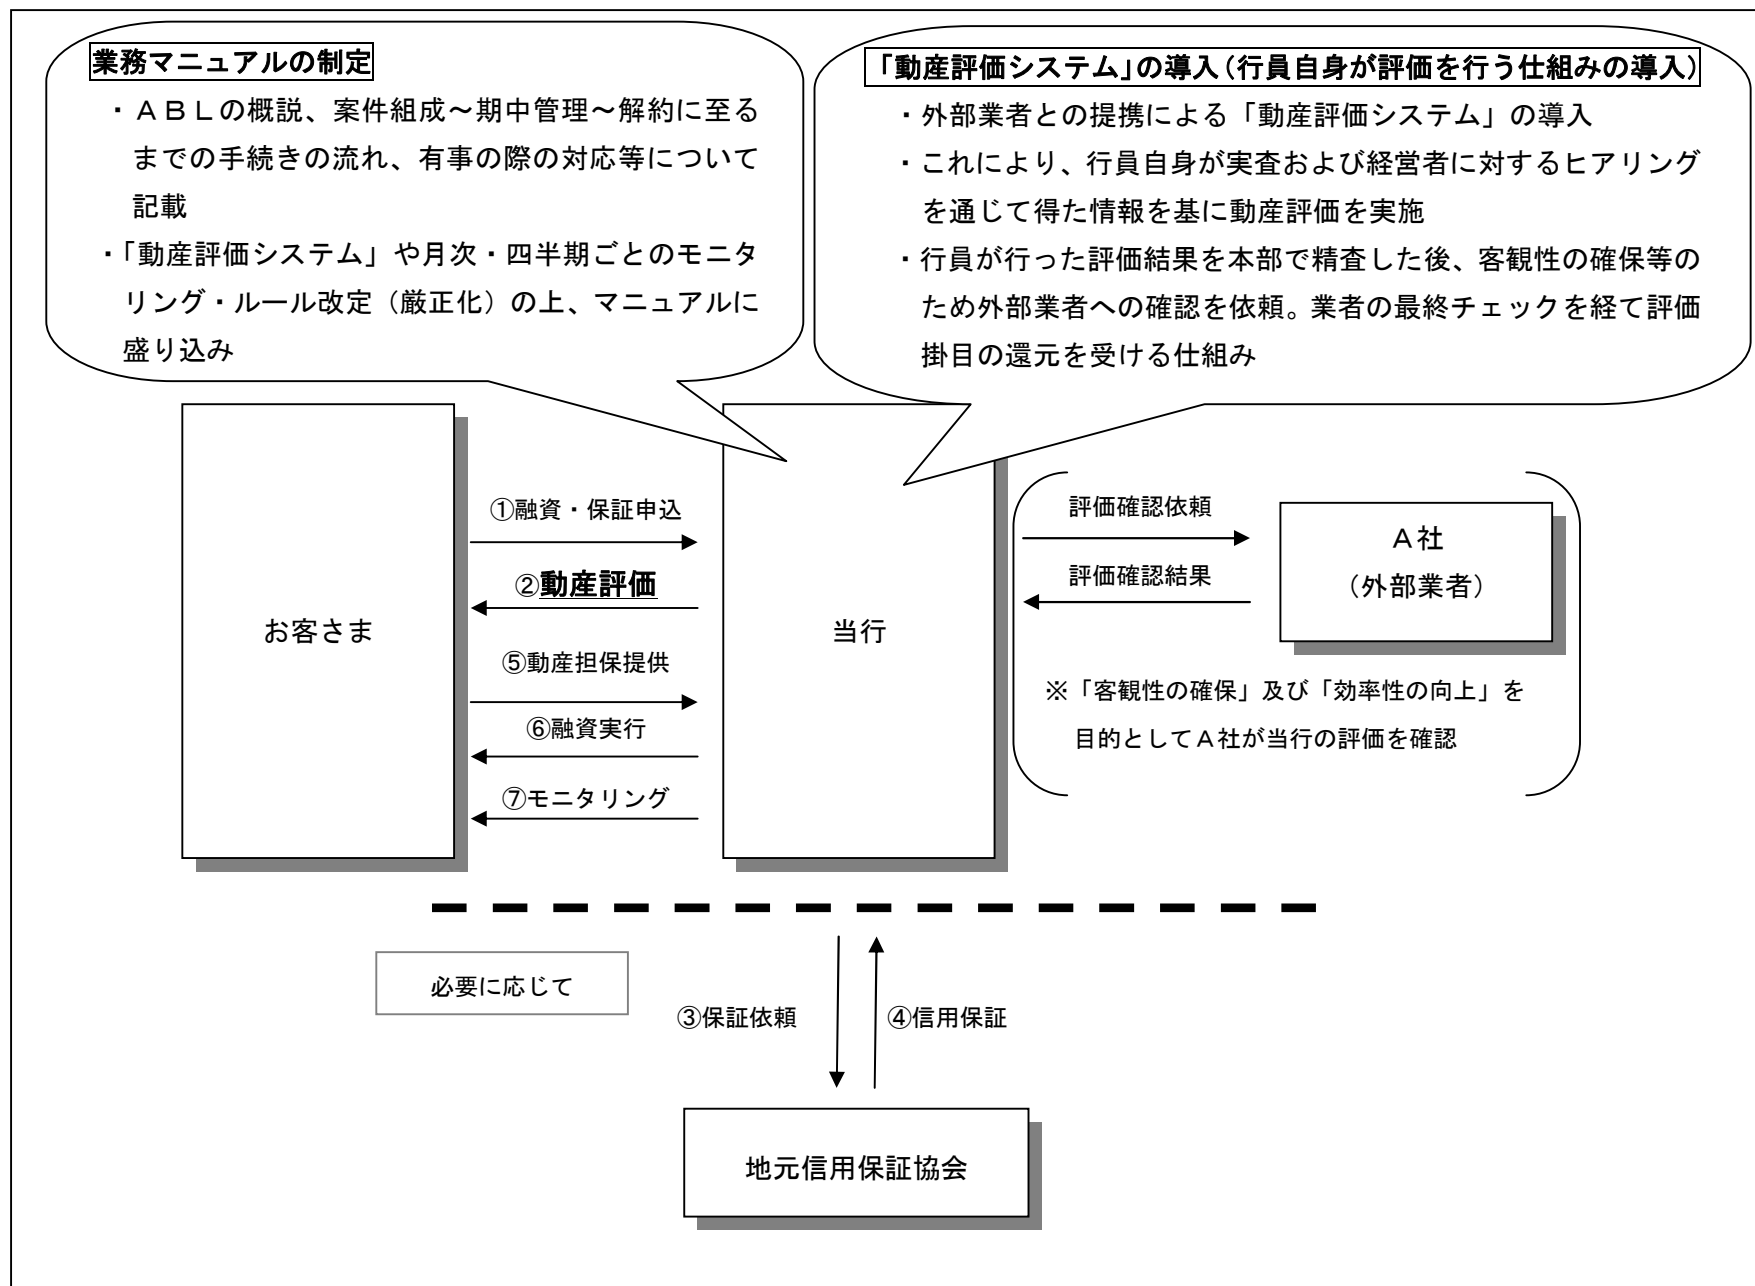 業務マニュアルの制定
・ＡＢＬの概説、案件組成～期中管理～解約に至る
までの手続きの流れ、有事の際の対応等について
記載
・「動産評価システム」や月次・四半期ごとのモニタ
リング・ルール改定（厳正化）の上、マニュアルに
盛り込み
「動産評価システム」の導入（行員自身が評価を行う仕組みの導入）
・外部業者との提携による「動産評価システム」の導入
・これにより、行員自身が実査および経営者に対するヒアリング
を通じて得た情報を基に動産評価を実施
・行員が行った評価結果を本部で精査した後、客観性の確保等の
ため外部業者への確認を依頼。業者の最終チェックを経て評価
掛目の還元を受ける仕組み
お客さま
①融資・保証申込
②動産評価
⑤動産担保提供
⑥融資実行
⑦モニタリング
当行
評価確認依頼
評価確認結果
Ａ社
（外部業者）
※「客観性の確保」及び「効率性の向上」を
目的としてＡ社が当行の評価を確認
必要に応じて
③保証依頼
④信用保証
地元信用保証協会